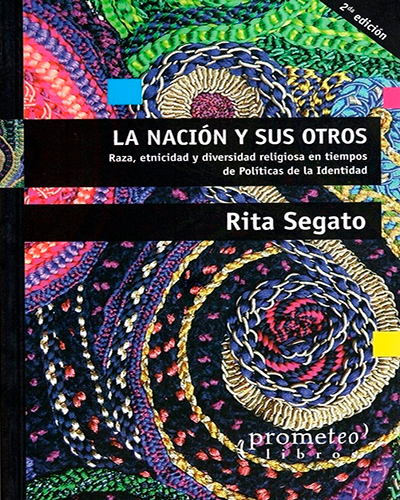 2da edición
LA NACIÓN Y SUS OTROS
Raza, etnicidad y diversidad religiosa en tiempos
de Políticas de la Identidad
Rita Segato
(prometeo)
libros